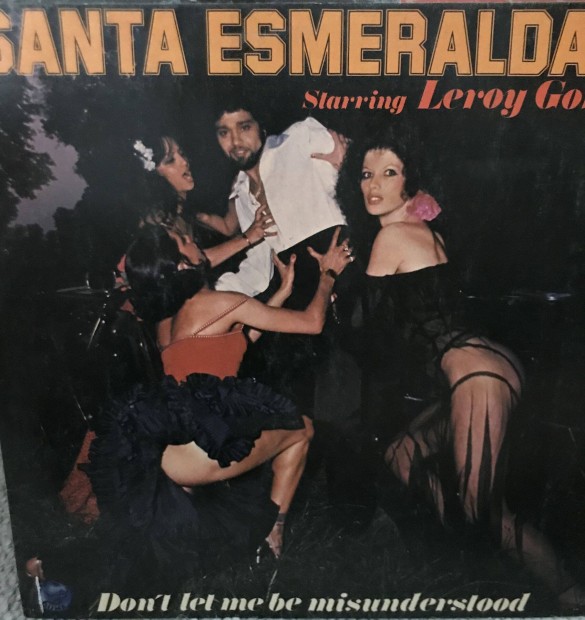 SANTA ESMERALDA
Starring Leroy Go
Don't let me be misunderstood